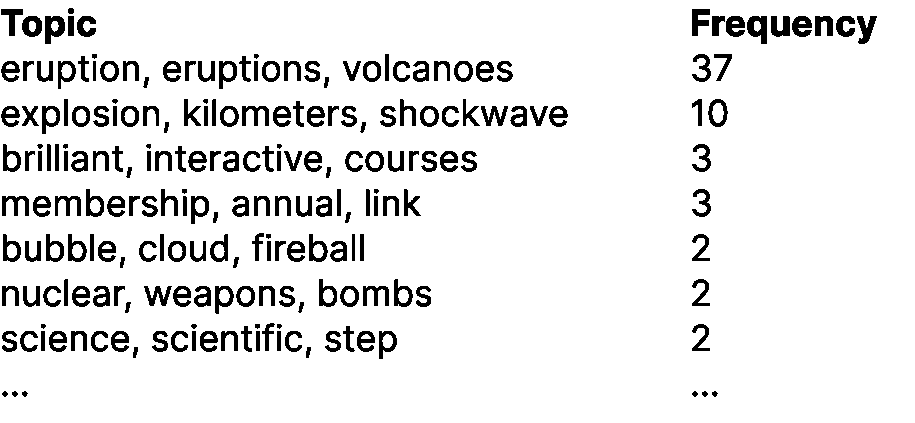 Topic Frequency
eruption, eruptions, volcanoes 37
explosion, kilometers, shockwave 10
brilliant, interactive, courses 3
membership, annual, link 3
bubble, cloud, fireball 2
nuclear, weapons, bombs 2
science, scientific, step 2
... ...